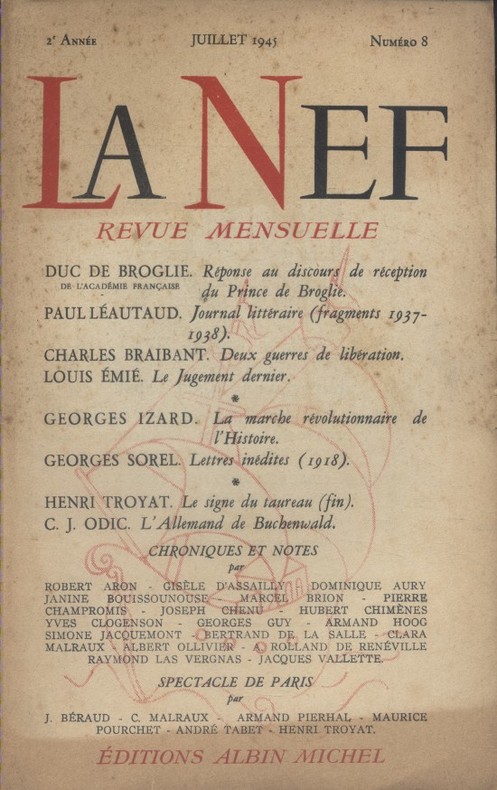 2e Année JUILLET 1945 Numéro 8
LA NEF
REVUE MENSUELLE
DUC DE BROGLIE. Réponse au discours de réception
DE L'ACADÉMIE FRANÇAISE du Prince de Broglie.
PAUL LÉAUTAUD. Journal littéraire (fragments 1937-
1938).
CHARLES BRAIBANT. Deux guerres de libération.
LOUIS ÉMIÉ. Le Jugement dernier.
*
GEORGES IZARD. La marche révolutionnaire de
l'Histoire.
GEORGES SOREL. Lettres inédites (1918).
*
HENRI TROYAT. Le signe du taureau (fin).
C. J. ODIC. L'Allemand de Buchenwald.
CHRONIQUES ET NOTES
par
ROBERT ARON - GISÈLE D'ASSAILLY - DOMINIQUE AURY
JANINE BOUISSOUNOUSE - MARCEL BRION - PIERRE
CHAMPROMIS - JOSEPH CHENU - HUBERT CHIMÈNES
YVES CLOGENSON - GEORGES GUY - ARMAND HOOG
SIMONE JACQUEMONT - BERTRAND DE LA SALLE - CLARA
MALRAUX - ALBERT OLLIVIER - A. ROLLAND DE RENÉVILLE
RAYMOND LAS VERGNAS - JACQUES VALLETTE.
SPECTACLE DE PARIS
par
J. BÉRAUD - C. MALRAUX - ARMAND PIERHAL - MAURICE
POURCHET - ANDRÉ TABET - HENRI TROYAT.
ÉDITIONS ALBIN MICHEL